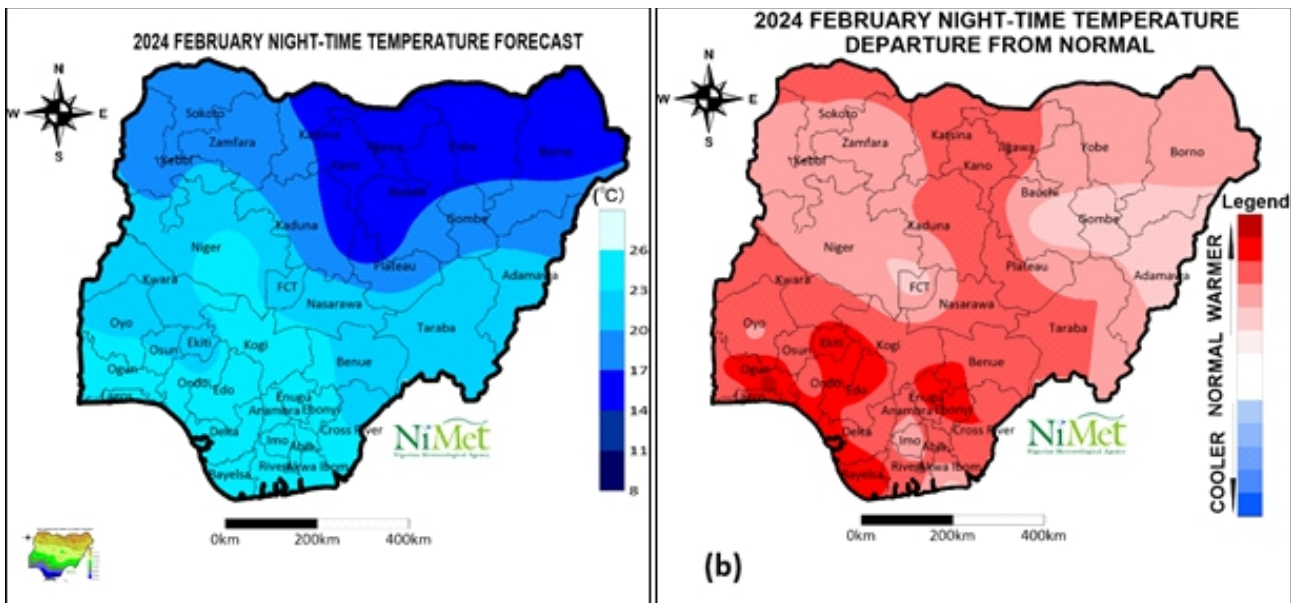 2024 FEBRUARY NIGHT-TIME TEMPERATURE FORECAST
N
W
E
S
Sokoto
Zamfara
Katsina
Kano
Jigawa
Yobe
Borno
Kebbi
Bauchi
Gombe
Kaduna
Niger
Plateau
Adamawa
Kwara
FCT
Nasarawa
Oyo
Taraba
Ekiti
Kogi
Osun
Benue
Ogun
Ondo
Edo
Lagos
Enugu
Anambra
Ebonyi
Delta
Cross River
Imo
Abia
Bayelsa
Rivers
Akwa Ibom
(°C)
26
23
20
17
14
11
8
NiMet
Nigerian Meteorological Agency
0km
200km
400km
2024 FEBRUARY NIGHT-TIME TEMPERATURE
DEPARTURE FROM NORMAL
N
W
E
S
Sokoto
Zamfara
Katsina
Kano
Jigawa
Yobe
Borno
Kebbi
Bauchi
Gombe
Kaduna
Niger
Plateau
Adamawa
Kwara
FCT
Nasarawa
Oyo
Taraba
Ekiti
Kogi
Osun
Benue
Ogun
Ondo
Edo
Enugu
Anambra
Ebonyi
Delta
Cross River
Imo
Abia
Bayelsa
Rivers
Akwa Ibom
Legend
COOLER NORMAL WARMER
NiMet
Nigerian Meteorological Agency
0km
200km
400km
(b)